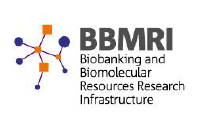 BBMRI
Biobanking and
Biomolecular
Resources Research
Infrastructure